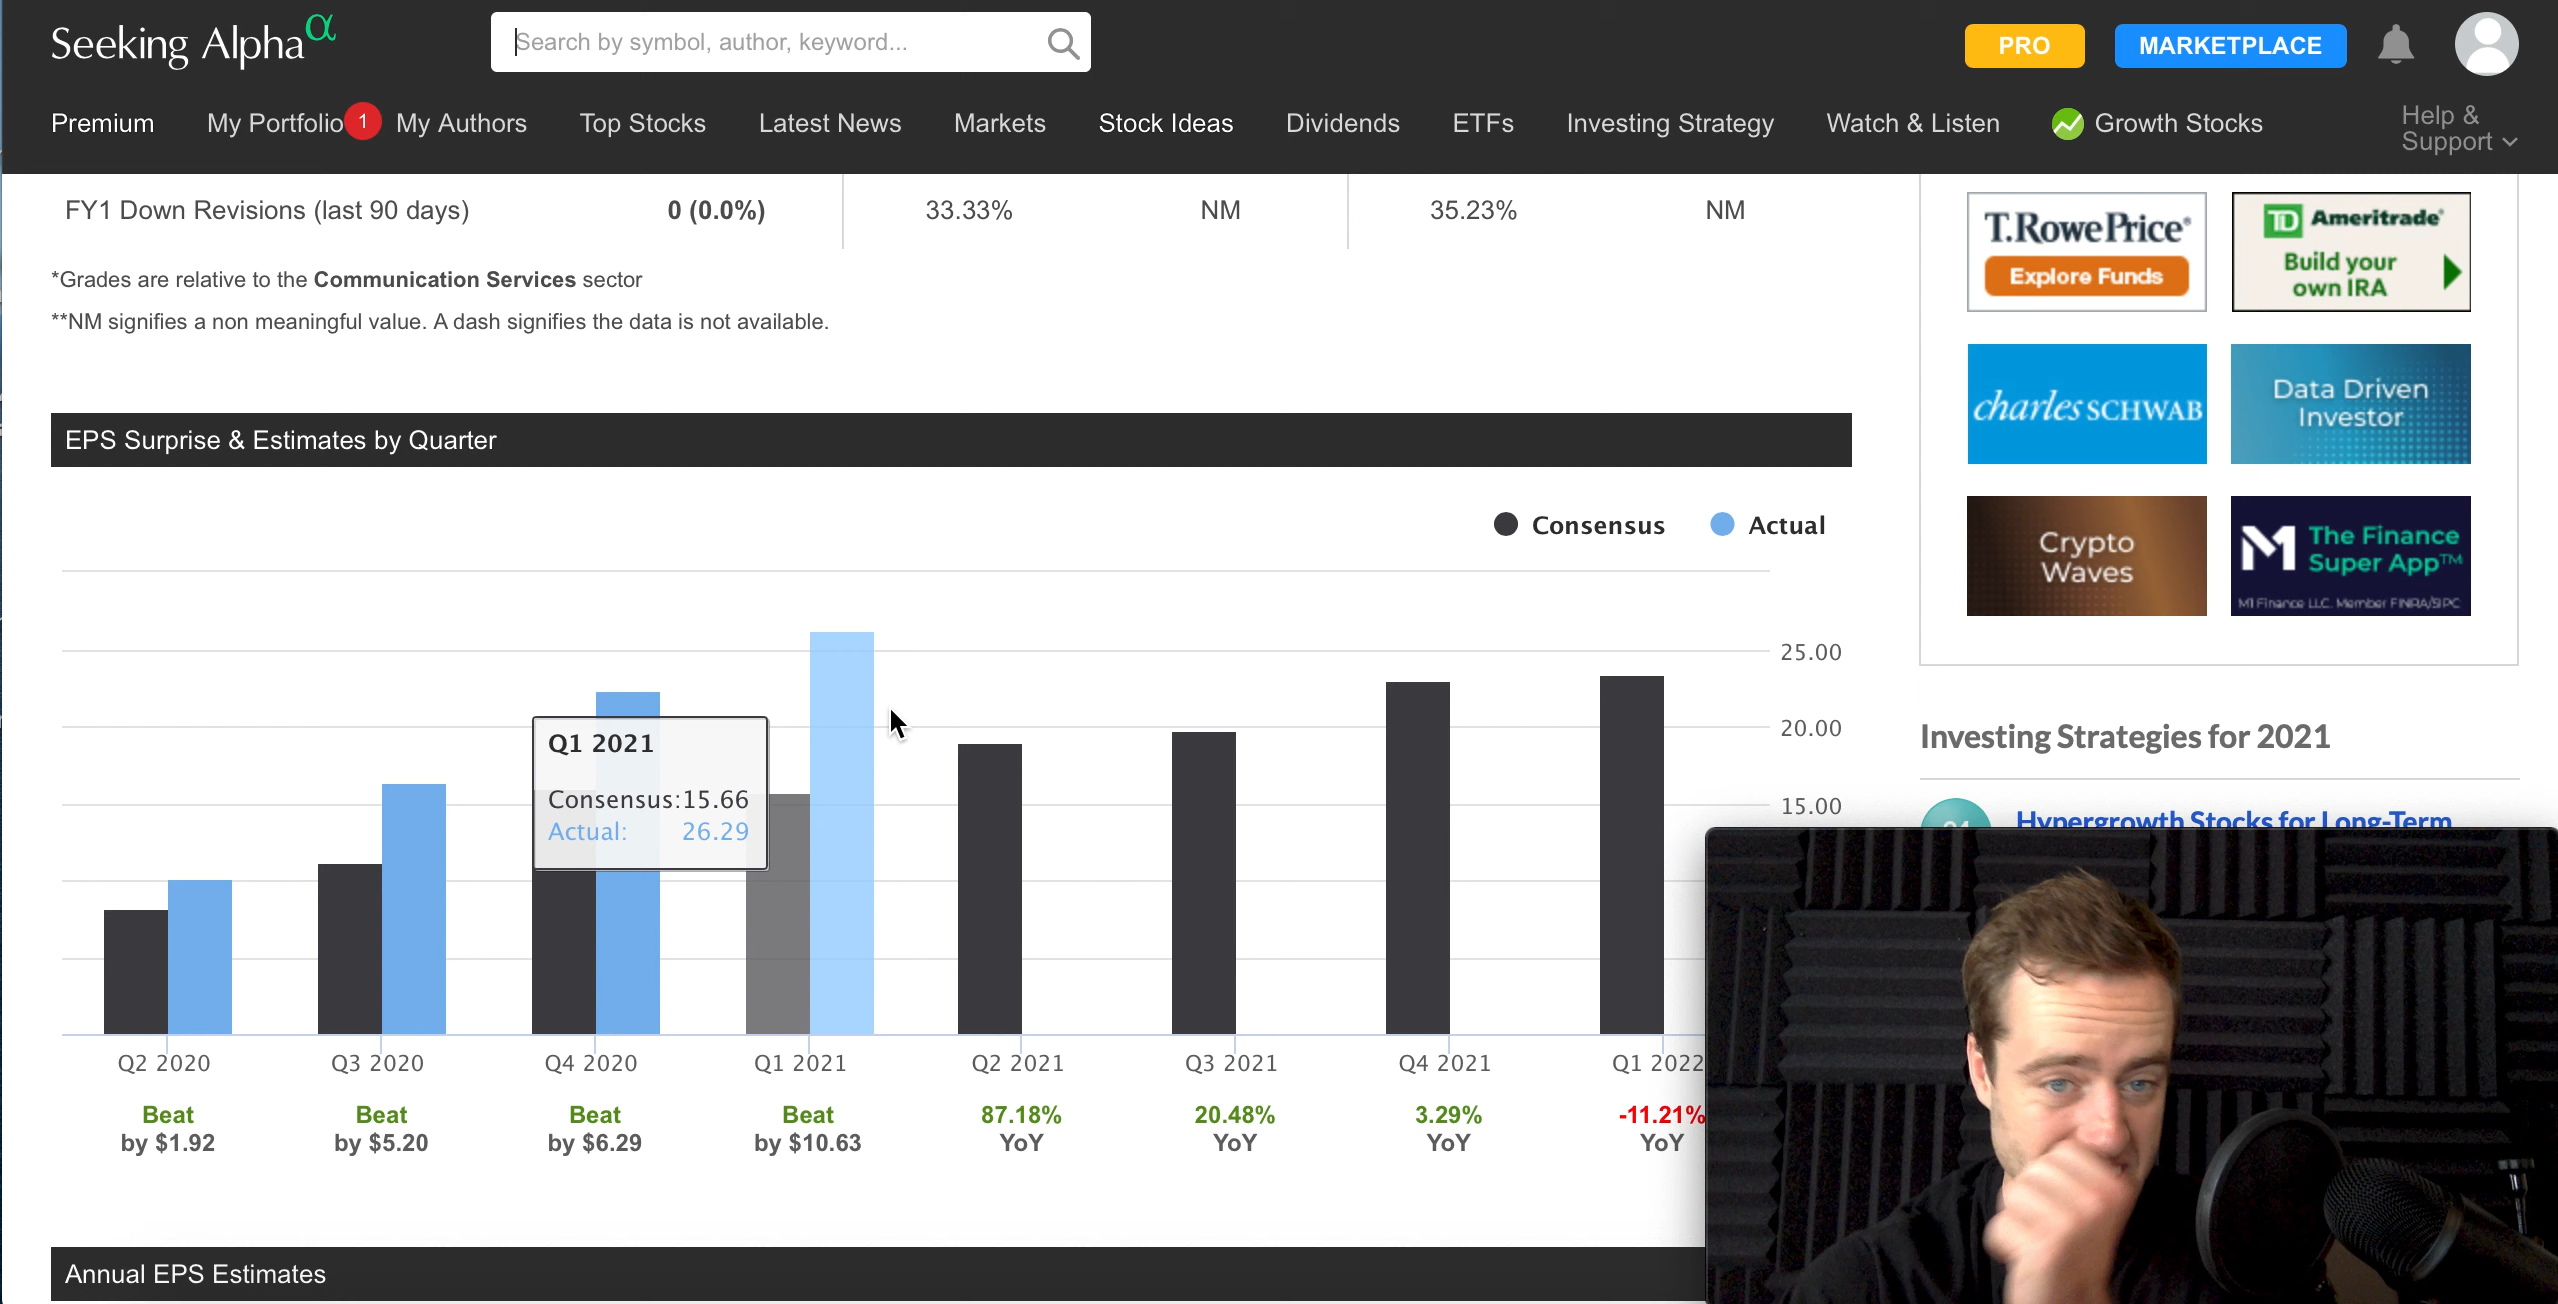 Seeking Alpha α
Search by symbol, author, keyword...
PRO
MARKETPLACE
Premium
My Portfolio 1
My Authors
Top Stocks
Latest News
Markets
Stock Ideas
Dividends
ETFs
Investing Strategy
Watch & Listen
Growth Stocks
Help &
Support
FY1 Down Revisions (last 90 days) 0 (0.0%) 33.33% NM 35.23% NM
*Grades are relative to the Communication Services sector
**NM signifies a non meaningful value. A dash signifies the data is not available.
EPS Surprise & Estimates by Quarter
Consensus Actual
25.00
20.00
15.00
Q1 2021
Consensus: 15.66
Actual: 26.29
Q2 2020 Q3 2020 Q4 2020 Q1 2021 Q2 2021 Q3 2021 Q4 2021 Q1 2022
Beat Beat Beat Beat 87.18% 20.48% 3.29% -11.21%
by $1.92 by $5.20 by $6.29 by $10.63 YoY YoY YoY YoY
Annual EPS Estimates
T.RowePrice®
Explore Funds
TD Ameritrade®
Build your
own IRA
charles SCHWAB
Data Driven
Investor
Crypto
Waves
M1 The Finance
Super App™
M1 Finance LLC. Member FINRA/SIPC
Investing Strategies for 2021
Hypergrowth Stocks for Long-Term